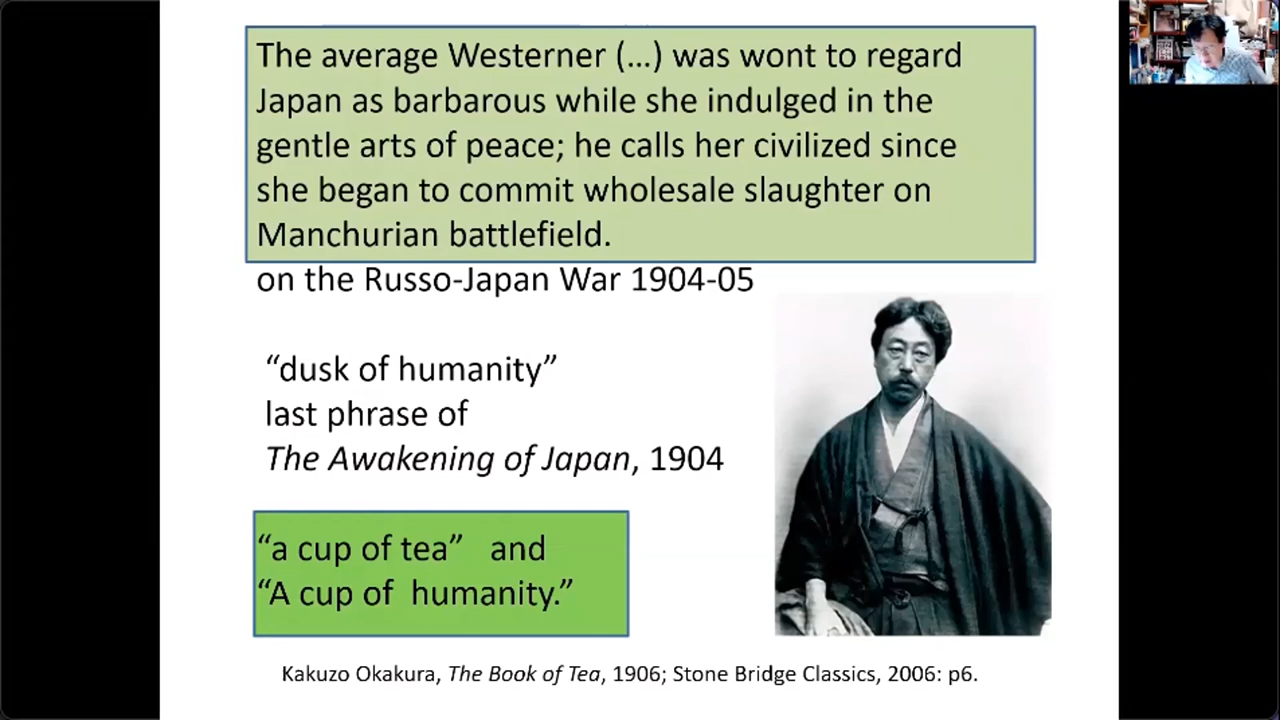 The average Westerner (...) was wont to regard
Japan as barbarous while she indulged in the
gentle arts of peace; he calls her civilized since
she began to commit wholesale slaughter on
Manchurian battlefield.
on the Russo-Japan War 1904-05
“dusk of humanity”
last phrase of
The Awakening of Japan, 1904
“a cup of tea” and
“A cup of humanity.”
Kakuzo Okakura, The Book of Tea, 1906; Stone Bridge Classics, 2006: p6.